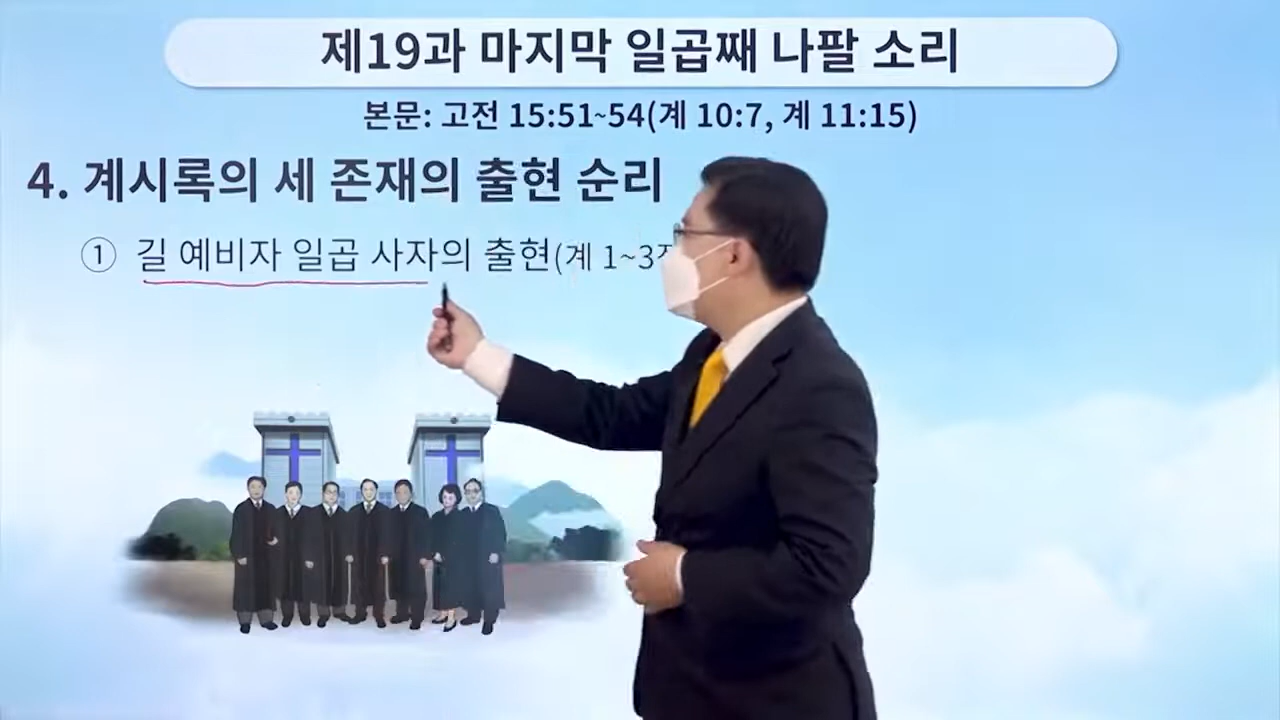 제19과 마지막 일곱째 나팔 소리
본문: 고전 15:51~54(계 10:7, 계 11:15)
4. 계시록의 세 존재의 출현 순리
① 길 예비자 일곱 사자의 출현(계 1~3